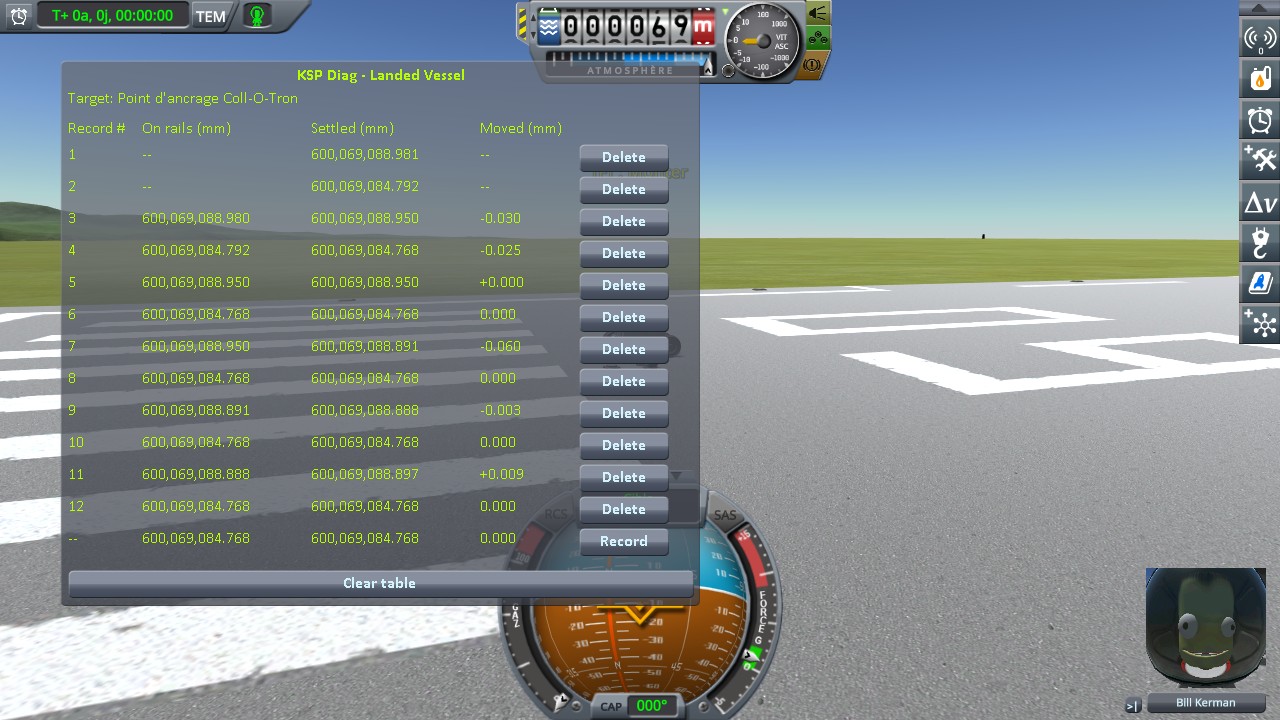 T+ 0a, 0j, 00:00:00 TEM
000069 m
ATMOSPHÈRE
VIT
ASC
KSP Diag - Landed Vessel
Target: Point d'ancrage Coll-O-Tron
Record # On rails (mm) Settled (mm) Moved (mm)
1 -- 600,069,088.981 -- Delete
2 -- 600,069,084.792 -- Delete
3 600,069,088.980 600,069,088.950 -0.030 Delete
4 600,069,084.792 600,069,084.768 -0.025 Delete
5 600,069,088.950 600,069,088.950 +0.000 Delete
6 600,069,084.768 600,069,084.768 0.000 Delete
7 600,069,088.950 600,069,088.891 -0.060 Delete
8 600,069,084.768 600,069,084.768 0.000 Delete
9 600,069,088.891 600,069,088.888 -0.003 Delete
10 600,069,084.768 600,069,084.768 0.000 Delete
11 600,069,088.888 600,069,088.897 +0.009 Delete
12 600,069,084.768 600,069,084.768 0.000 Delete
-- 600,069,084.768 600,069,084.768 0.000 Record
Clear table
Δv
RCS SAS
GAZ
FORCE G
CAP 000°
Bill Kerman